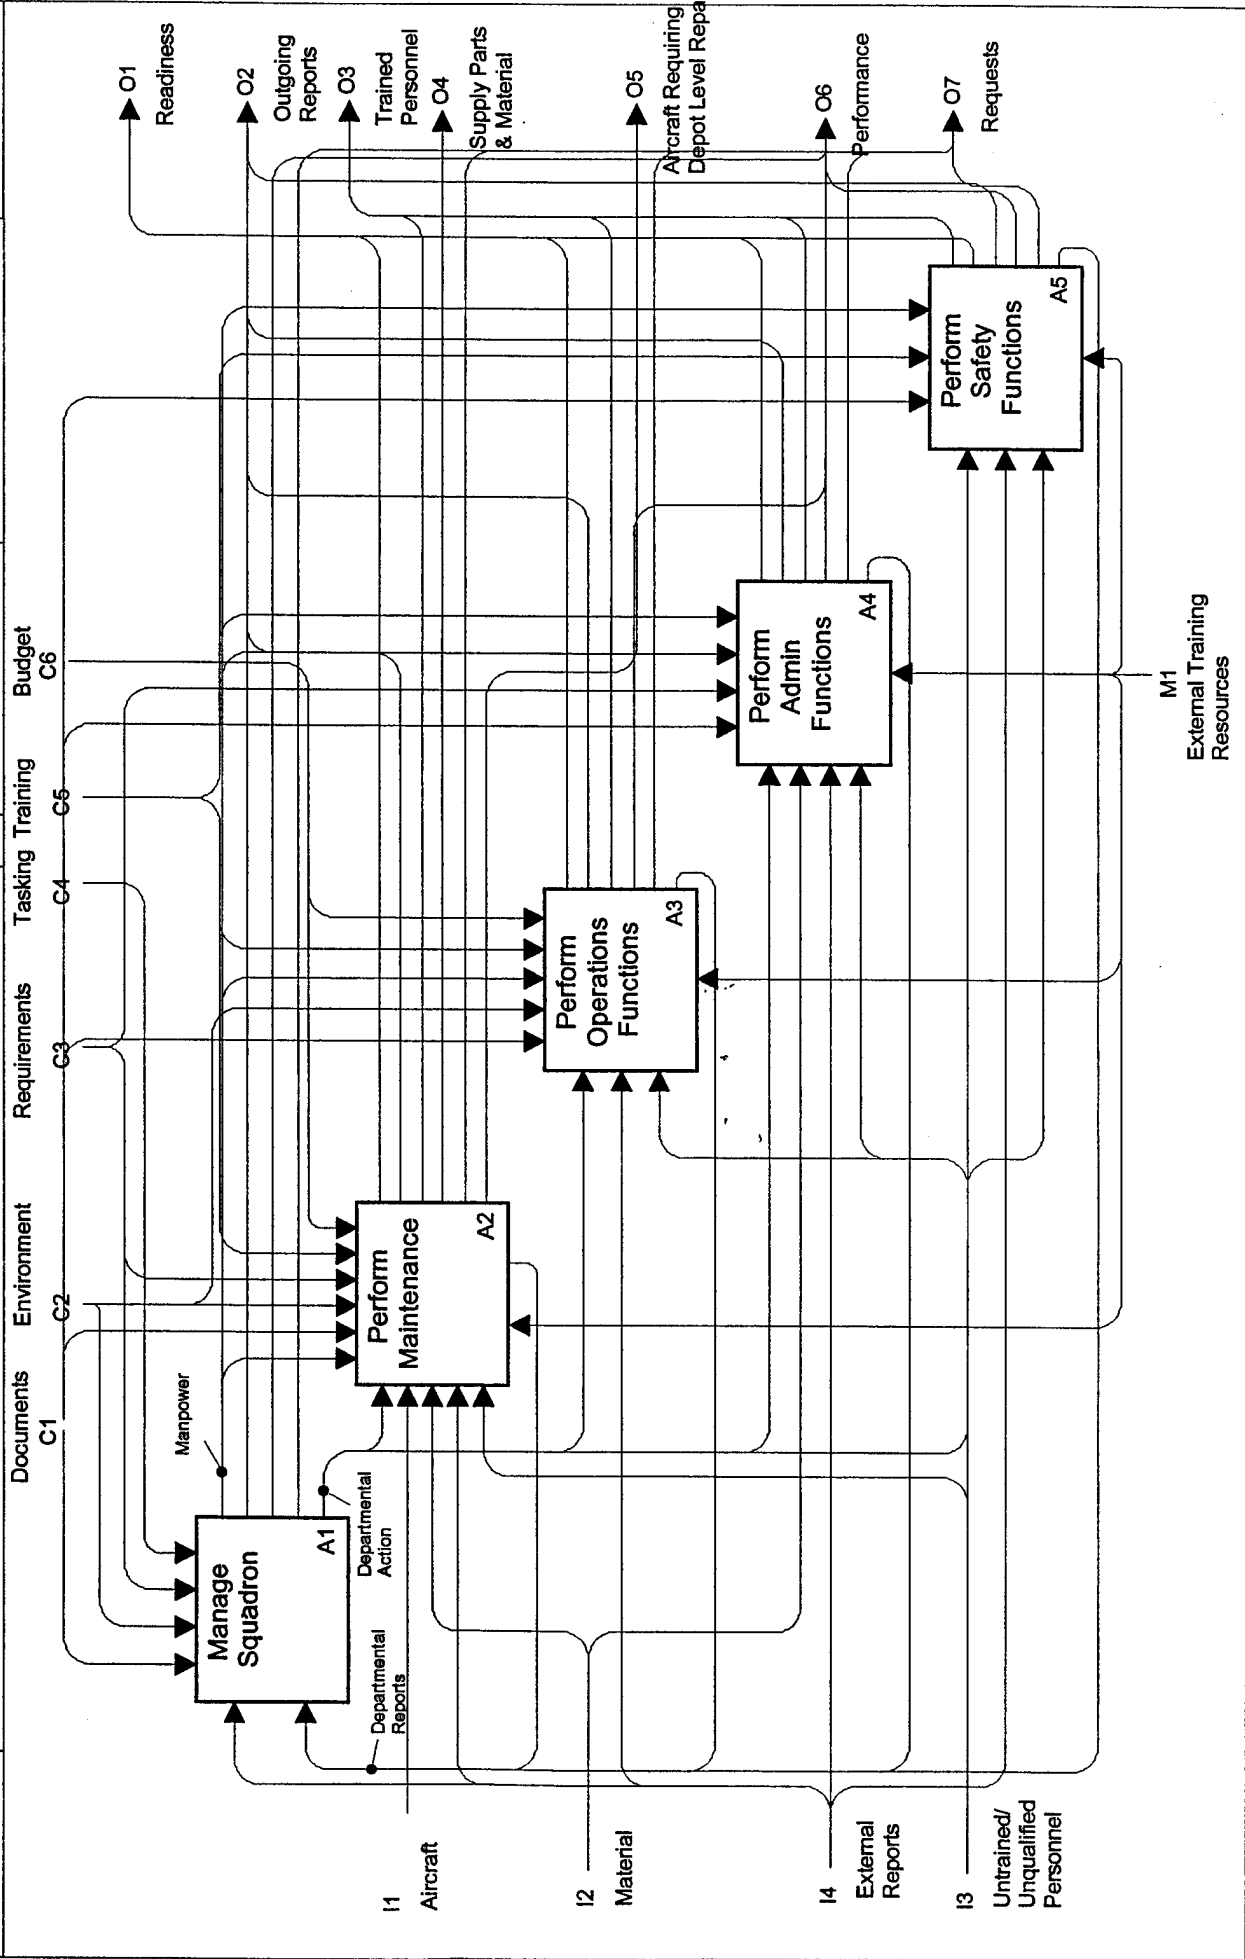 Documents
Environment
Requirements
Tasking
Training
Budget
C1
C2
C3
C4
C5
C6
Manpower
Manage
Squadron
A1
Departmental
Action
Departmental
Reports
Perform
Maintenance
A2
Perform
Operations
Functions
A3
Perform
Admin
Functions
A4
Perform
Safety
Functions
A5
I1
Aircraft
I2
Material
I4
External
Reports
I3
Untrained/
Unqualified
Personnel
M1
External Training
Resources
O1
Readiness
O2
Outgoing
Reports
O3
Trained
Personnel
O4
Supply Parts
& Material
O5
Aircraft Requiring
Depot Level Repa
O6
Performance
O7
Requests